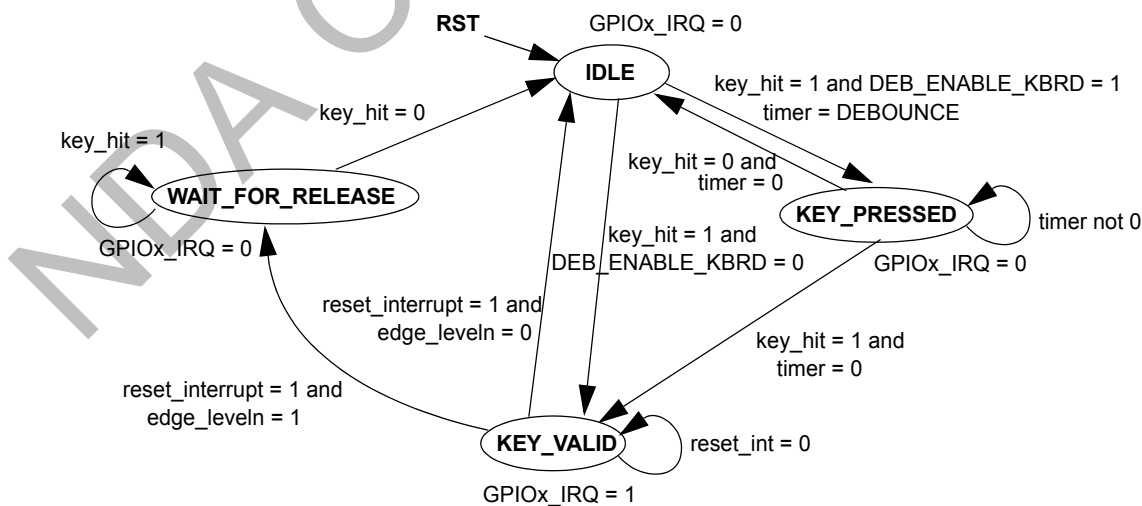 RST
GPIOx_IRQ = 0
IDLE
key_hit = 1 and DEB_ENABLE_KBRD = 1
timer = DEBOUNCE
key_hit = 0
key_hit = 1
key_hit = 0 and
timer = 0
WAIT_FOR_RELEASE
KEY_PRESSED
timer not 0
GPIOx_IRQ = 0
key_hit = 1 and
DEB_ENABLE_KBRD = 0
GPIOx_IRQ = 0
reset_interrupt = 1 and
edge_leveln = 0
key_hit = 1 and
timer = 0
reset_interrupt = 1 and
edge_leveln = 1
KEY_VALID
reset_int = 0
GPIOx_IRQ = 1
NDA